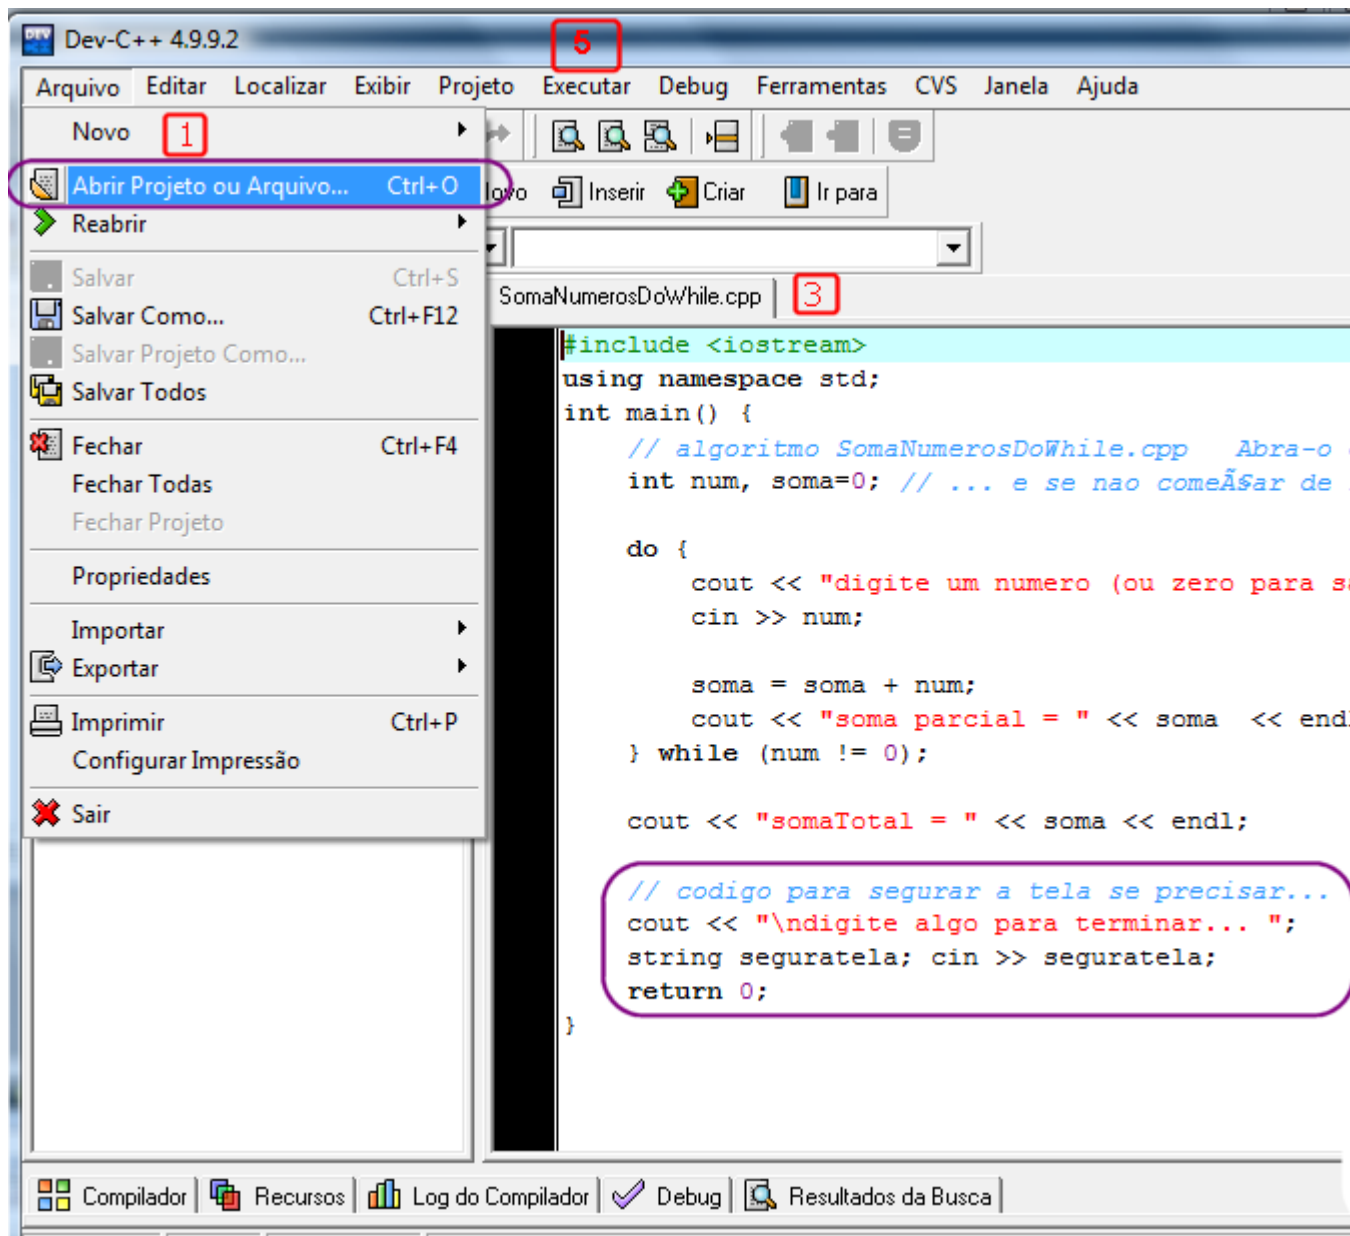 Dev-C++ 4.9.9.2
5
Arquivo Editar Localizar Exibir Projeto Executar Debug Ferramentas CVS Janela Ajuda
Novo
1
Abrir Projeto ou Arquivo... Ctrl+O
Inserir Criar Ir para
Reabrir
Salvar Ctrl+S
Salvar Como... Ctrl+F12
Salvar Projeto Como...
Salvar Todos
Fechar Ctrl+F4
Fechar Todas
Fechar Projeto
Propriedades
Importar
Exportar
Imprimir Ctrl+P
Configurar Impressão
Sair
SomaNumerosDoWhile.cpp
3
#include <iostream>
using namespace std;
int main() {
// algoritmo SomaNumerosDoWhile.cpp Abra-o
int num, soma=0; // ... e se nao começar de
do {
cout << "digite um numero (ou zero para
cin >> num;
soma = soma + num;
cout << "soma parcial = " << soma << endl
} while (num != 0);
cout << "somaTotal = " << soma << endl;
// codigo para segurar a tela se precisar...
cout << "\ndigite algo para terminar... ";
string seguratela; cin >> seguratela;
return 0;
}
Compilador Recursos Log do Compilador Debug Resultados da Busca